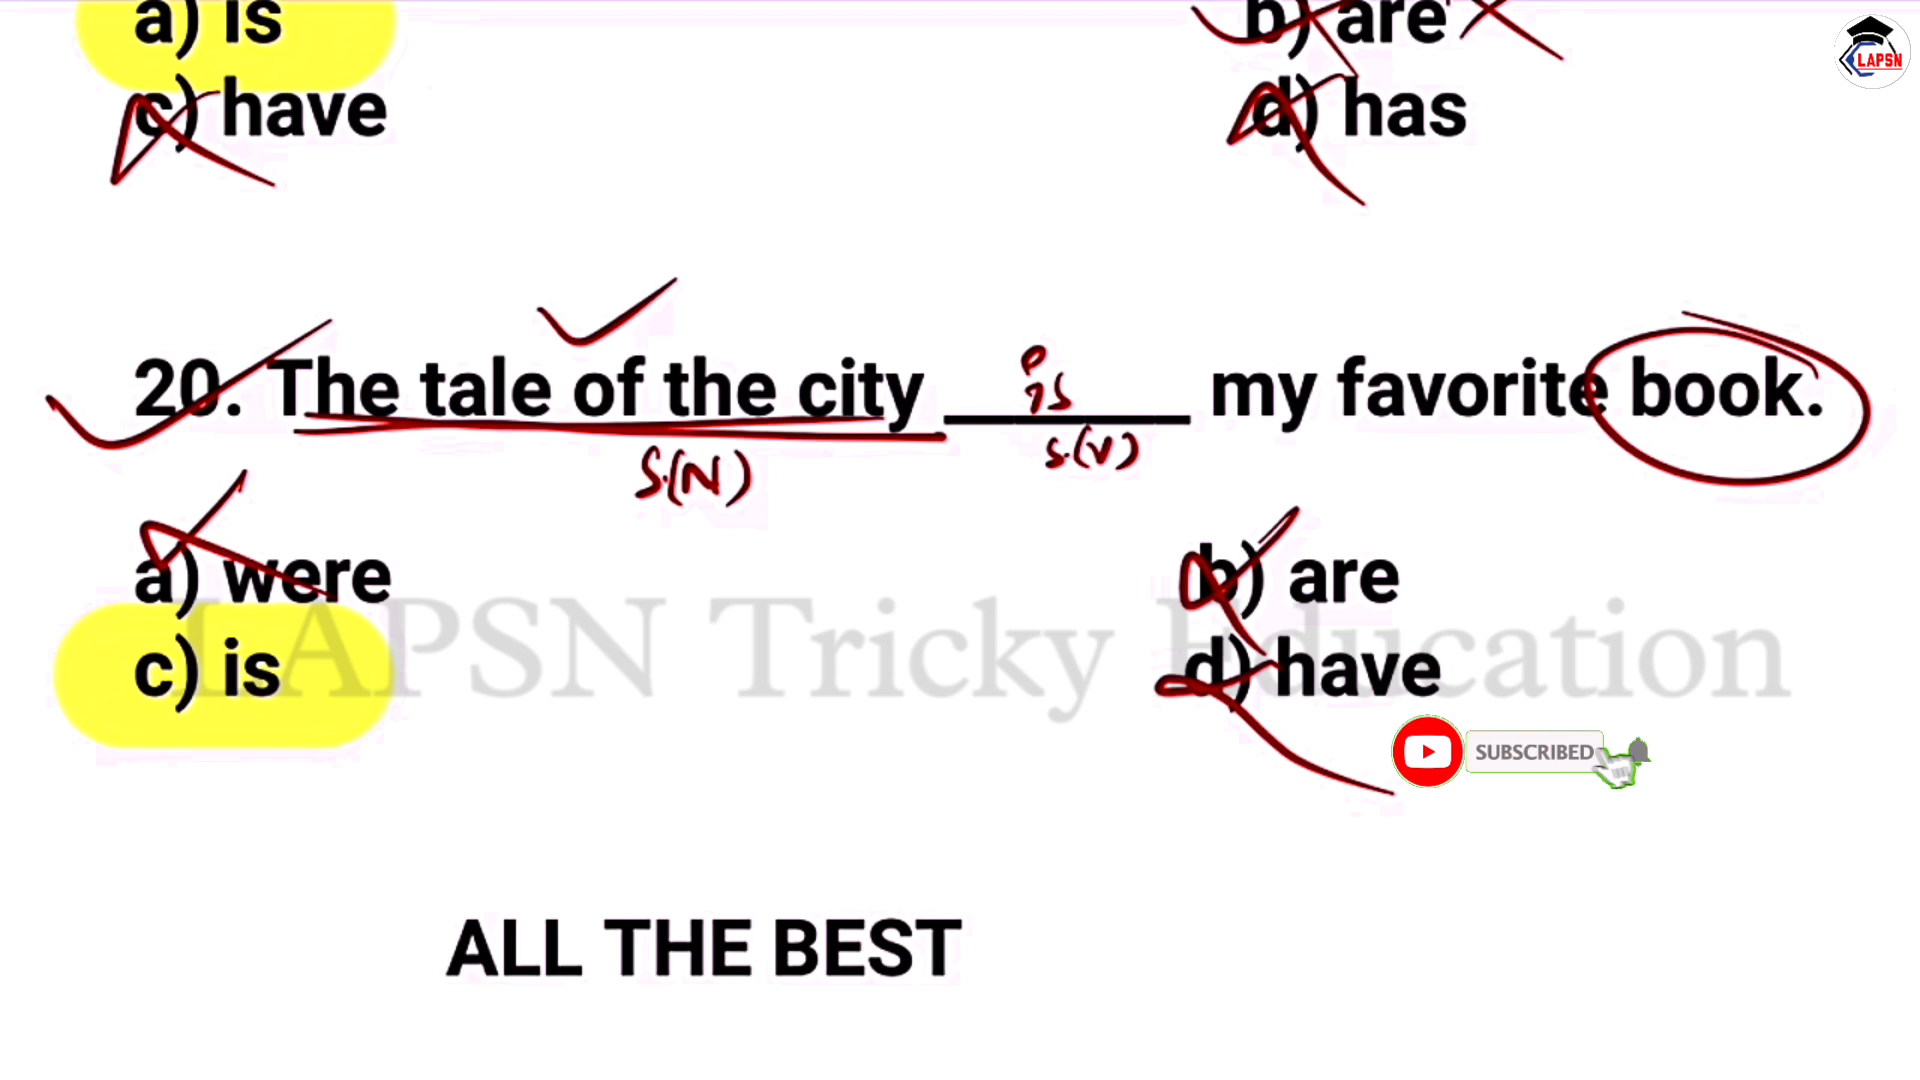 a) is b) are
LAPSN
c) have d) has
20. The tale of the city is my favorite book.
S.(N) S.(V)
a) were b) are
LAPSN Tricky Education
c) is d) have
SUBSCRIBED
ALL THE BEST